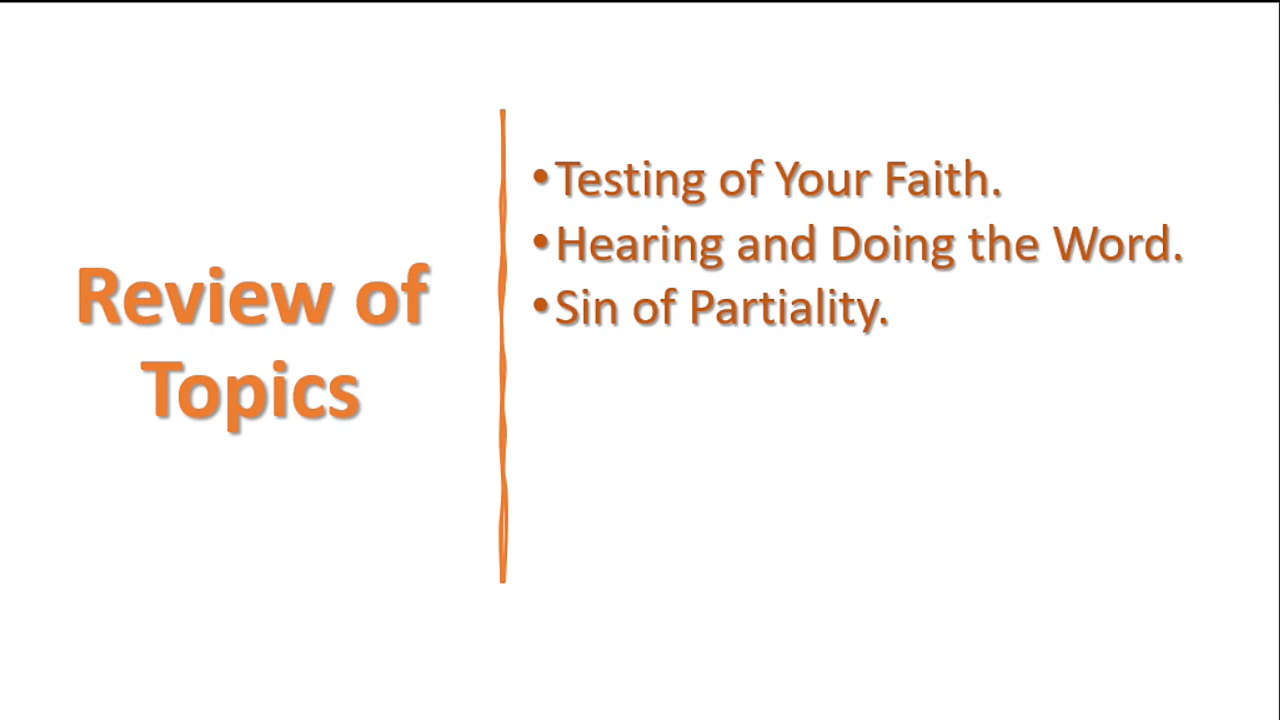 Review of
Topics
•Testing of Your Faith.
•Hearing and Doing the Word.
•Sin of Partiality.